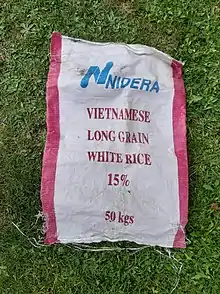 NIDERA
VIETNAMESE
LONG GRAIN
WHITE RICE
15%
50 kgs